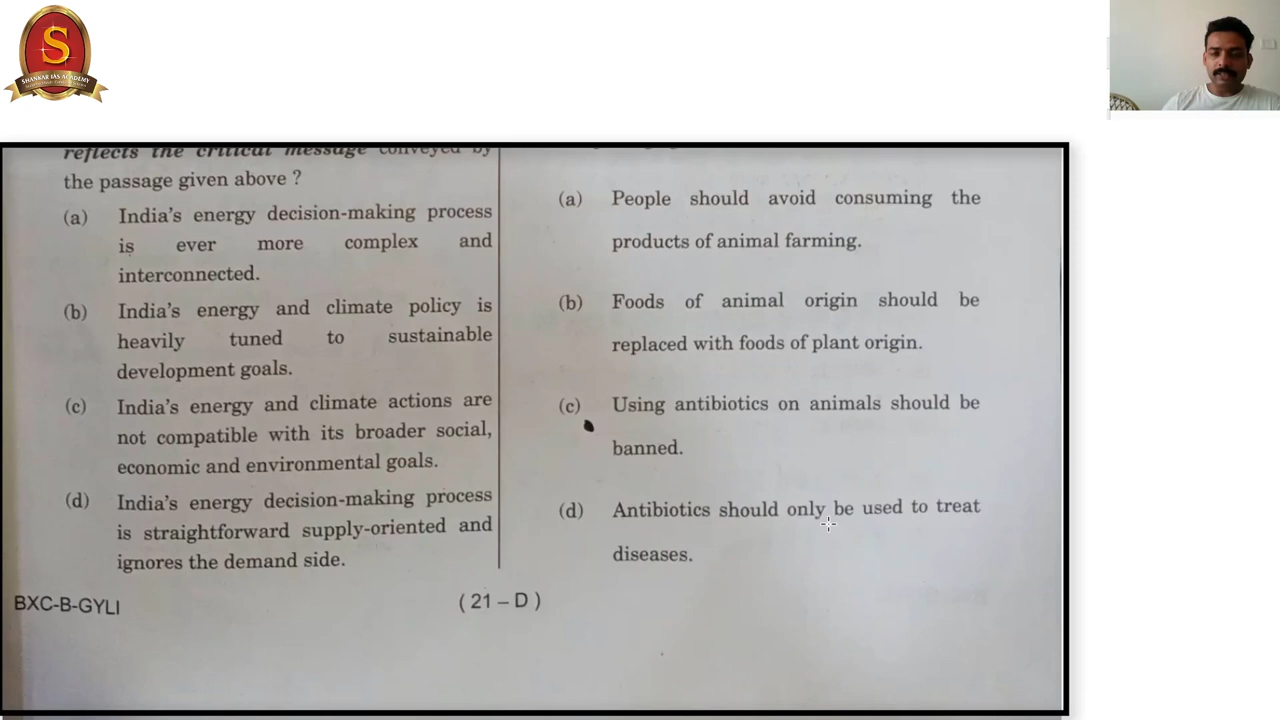 S
SHANKAR IAS ACADEMY
reflects the critical message conveyed by
the passage given above ?
(a) India's energy decision-making process
is ever more complex and
interconnected.
(b) India's energy and climate policy is
heavily tuned to sustainable
development goals.
(c) India's energy and climate actions are
not compatible with its broader social,
economic and environmental goals.
(d) India's energy decision-making process
is straightforward supply-oriented and
ignores the demand side.
(a) People should avoid consuming the
products of animal farming.
(b) Foods of animal origin should be
replaced with foods of plant origin.
(c) Using antibiotics on animals should be
banned.
(d) Antibiotics should only be used to treat
diseases.
BXC-B-GYLI
( 21 – D )